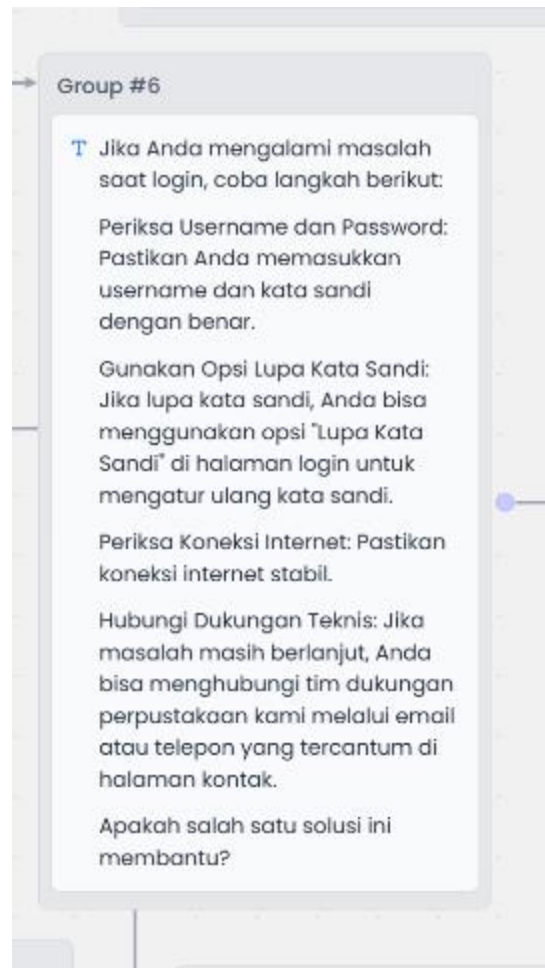 Group #6
Jika Anda mengalami masalah
saat login, coba langkah berikut:
Periksa Username dan Password:
Pastikan Anda memasukkan
username dan kata sandi
dengan benar.
Gunakan Opsi Lupa Kata Sandi:
Jika lupa kata sandi, Anda bisa
menggunakan opsi "Lupa Kata
Sandi" di halaman login untuk
mengatur ulang kata sandi.
Periksa Koneksi Internet: Pastikan
koneksi internet stabil.
Hubungi Dukungan Teknis: Jika
masalah masih berlanjut, Anda
bisa menghubungi tim dukungan
perpustakaan kami melalui email
atau telepon yang tercantum di
halaman kontak.
Apakah salah satu solusi ini
membantu?